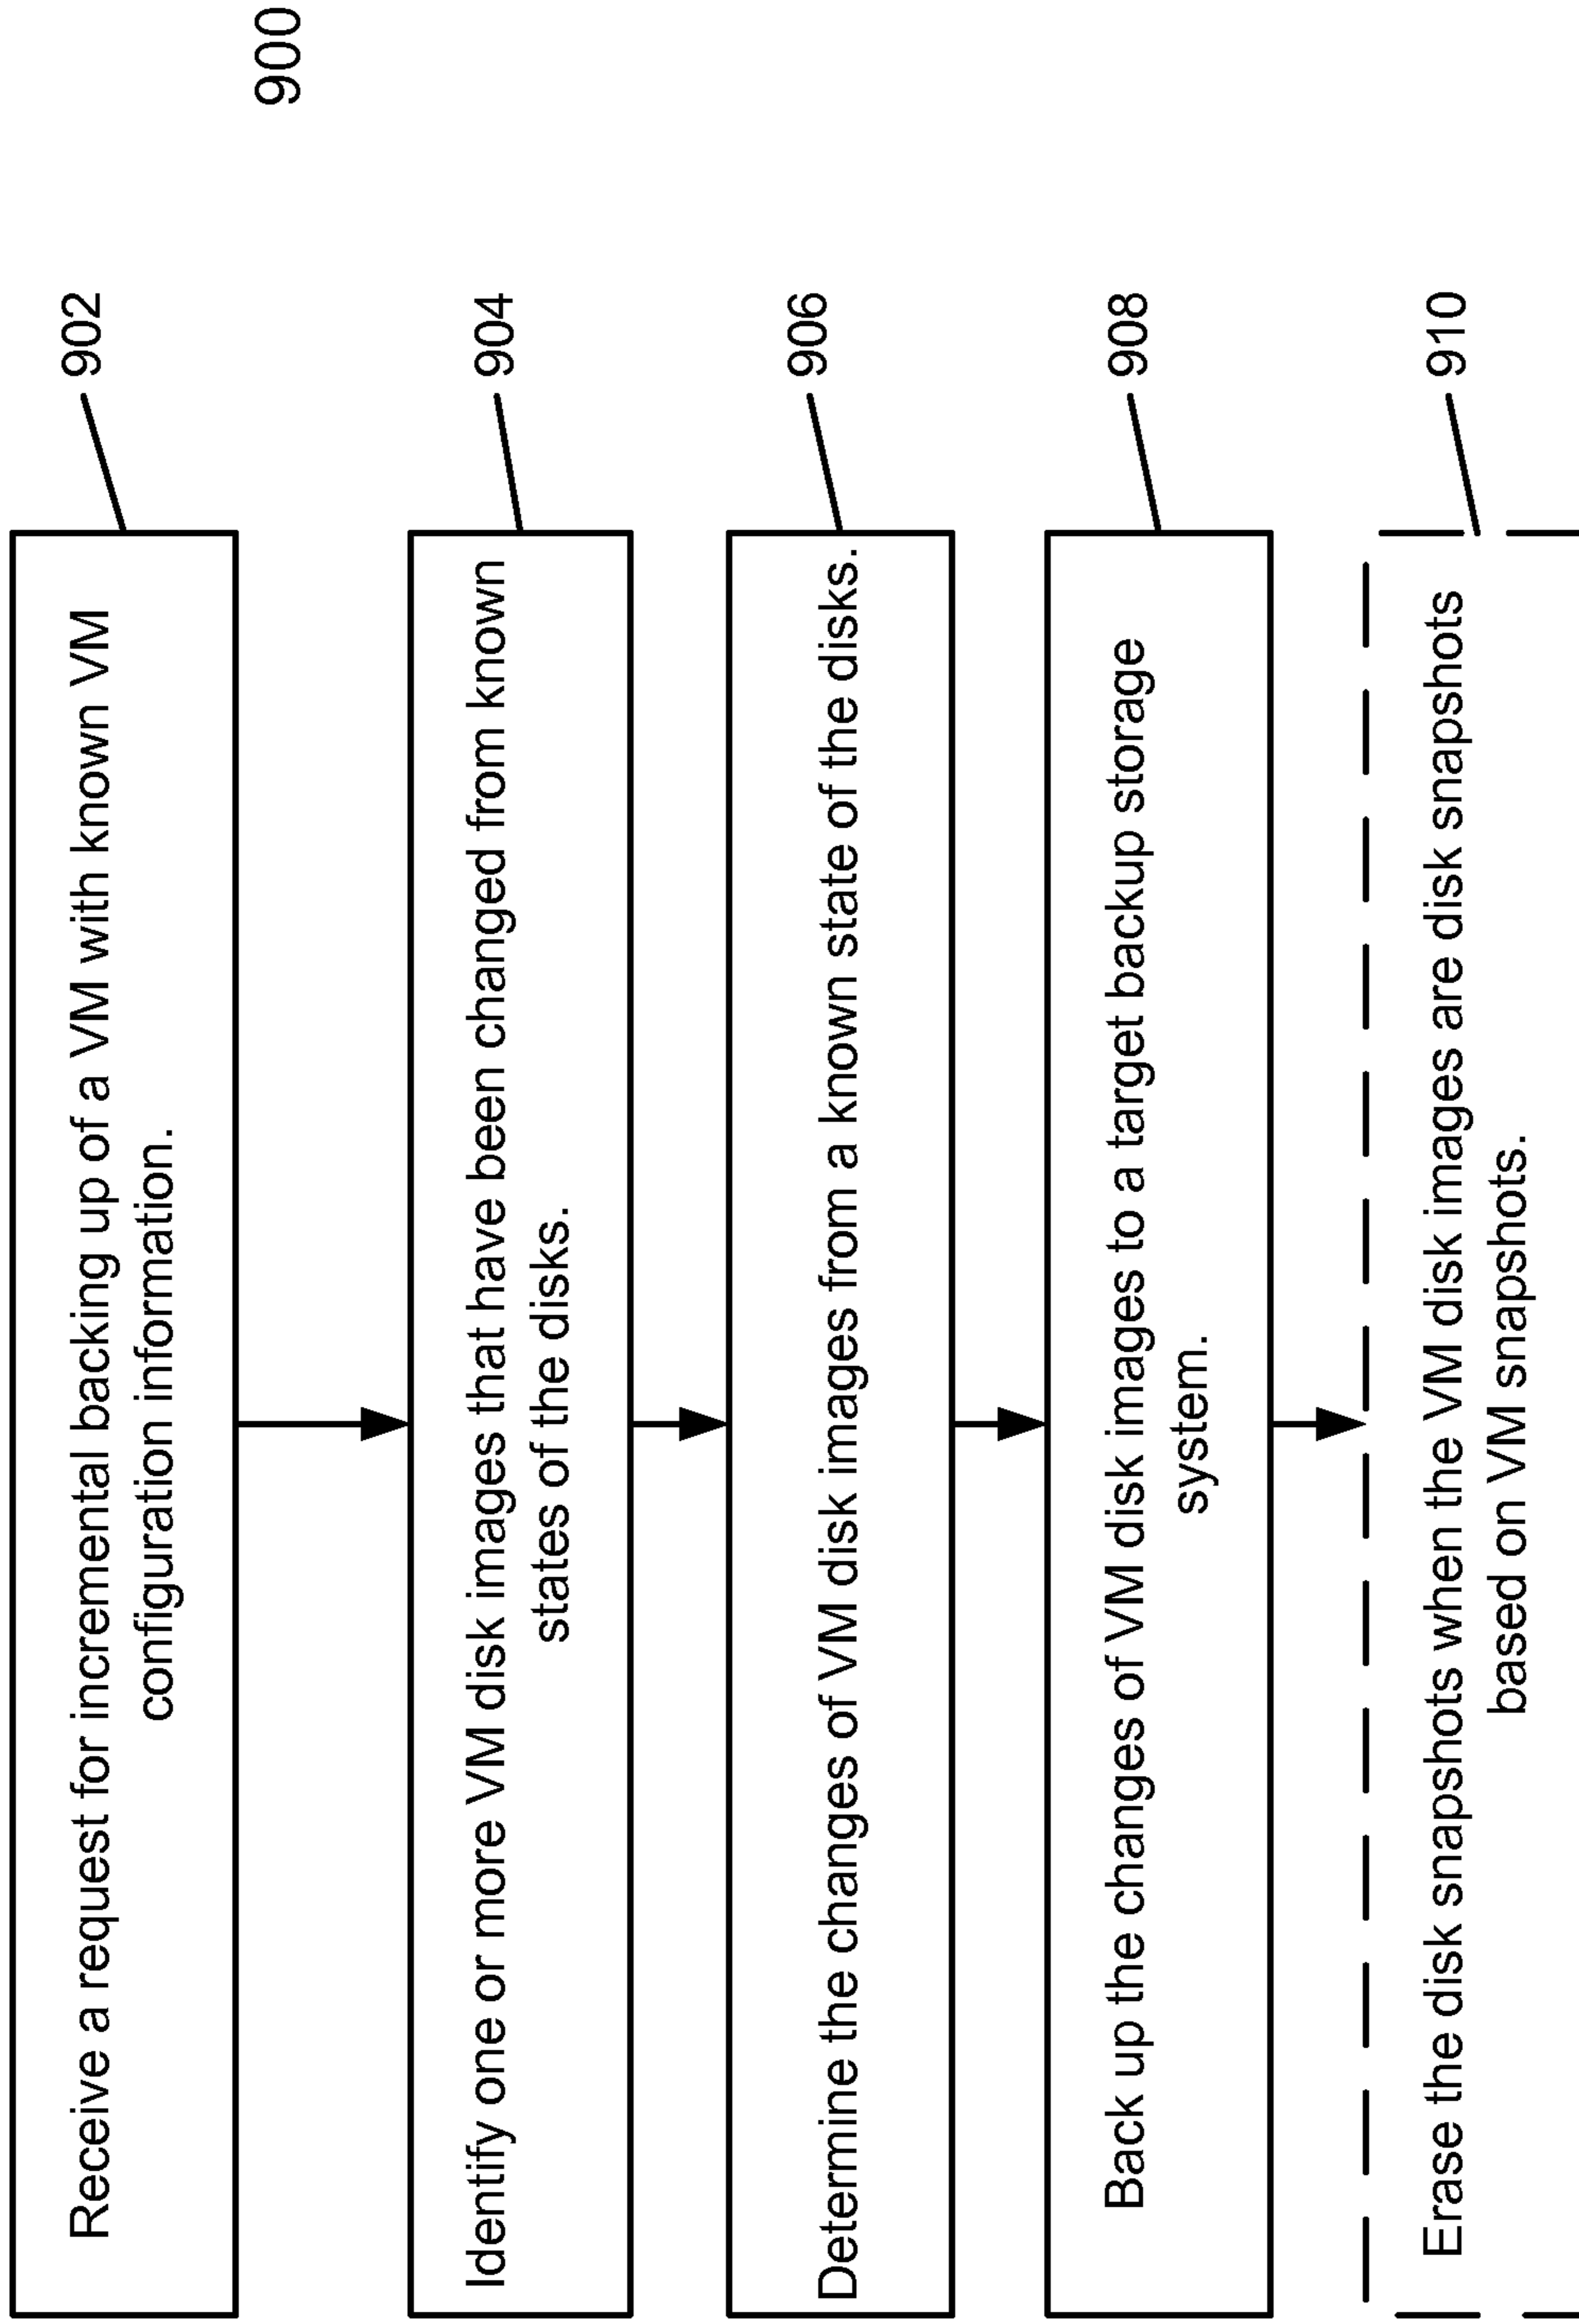 900
Receive a request for incremental backing up of a VM with known VM
configuration information.
902
Identify one or more VM disk images that have been changed from known
states of the disks.
904
Determine the changes of VM disk images from a known state of the disks.
906
Back up the changes of VM disk images to a target backup storage
system.
908
Erase the disk snapshots when the VM disk images are disk snapshots
based on VM snapshots.
910